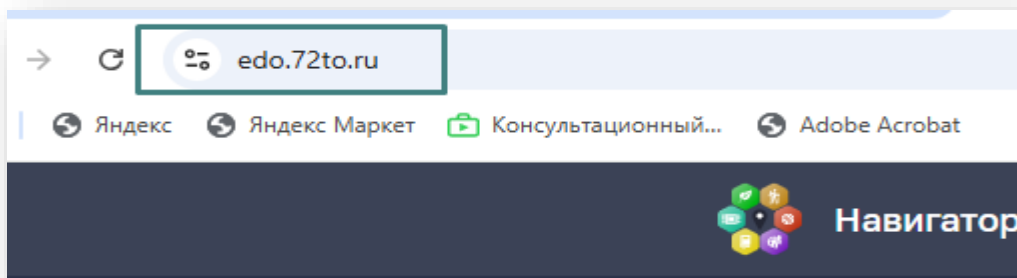 edo.72to.ru
Яндекс Яндекс Маркет Консультационный... Adobe Acrobat
Навигатор